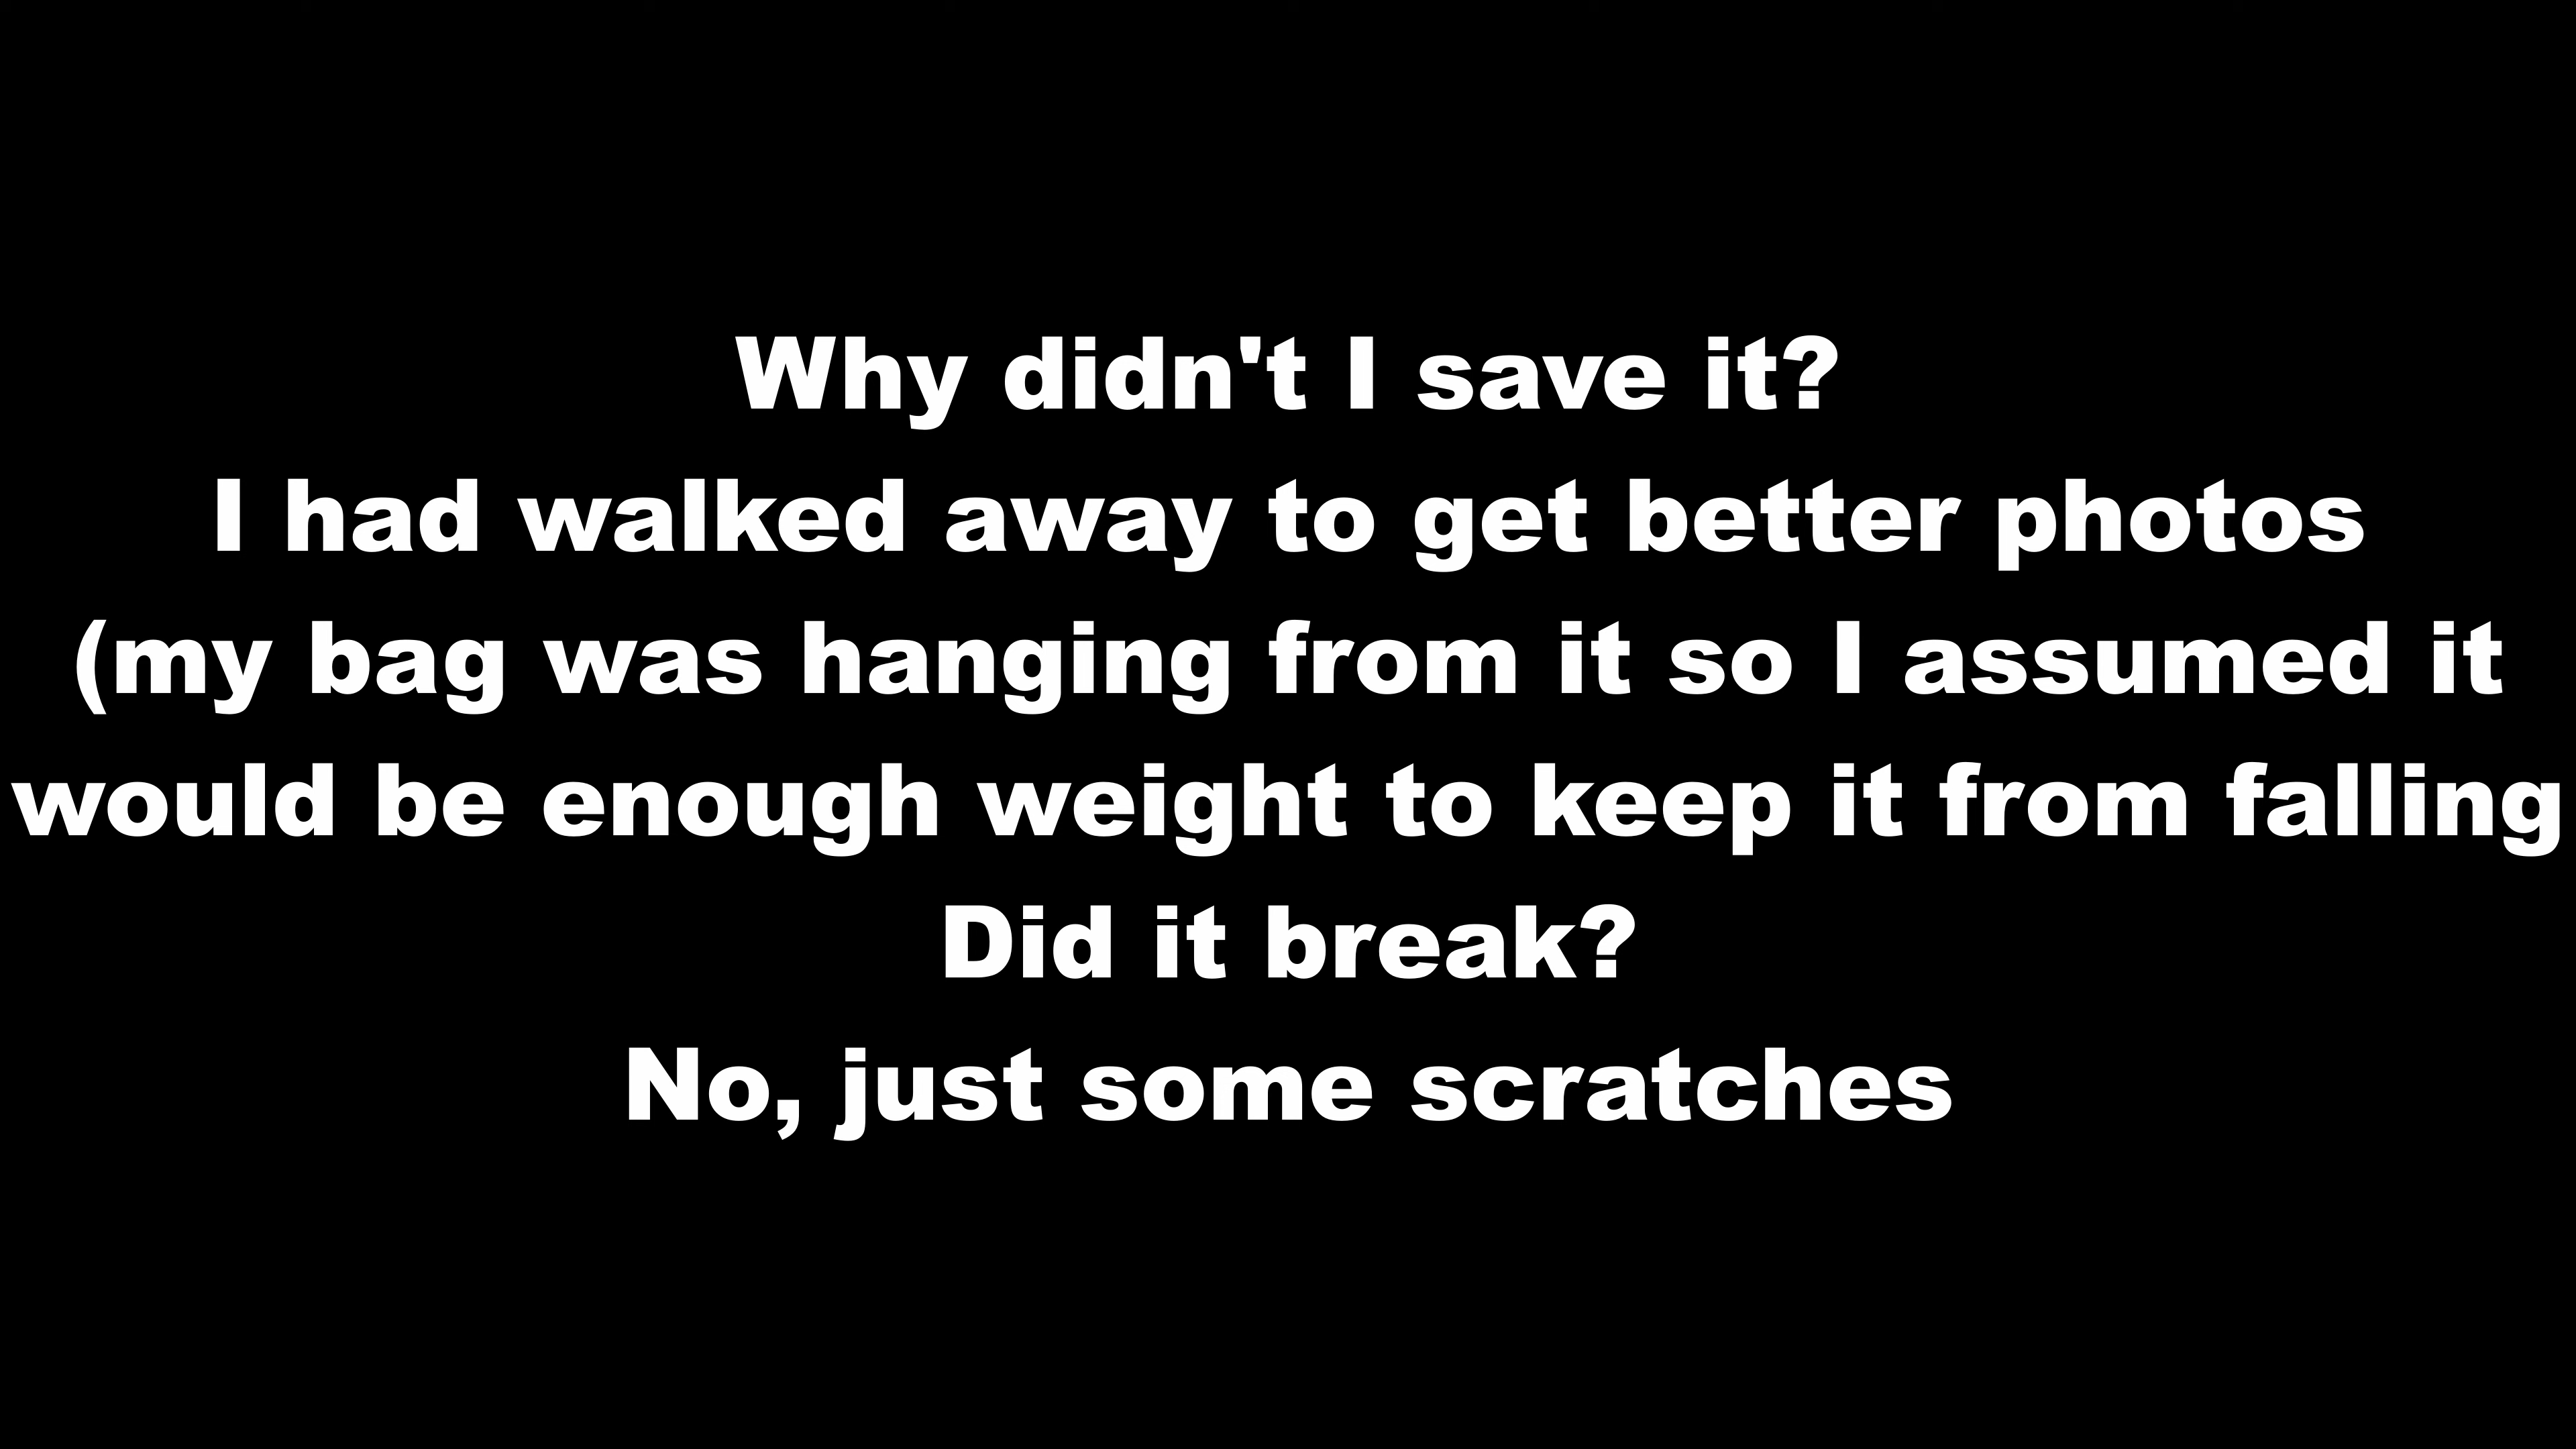 Why didn't I save it?
I had walked away to get better photos
(my bag was hanging from it so I assumed it
would be enough weight to keep it from falling
Did it break?
No, just some scratches